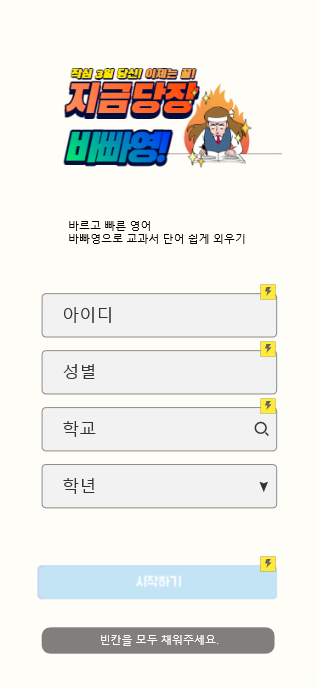 작심 3일 당신! 이제는 끝!
지금당장
바빠영!
바르고 빠른 영어
바빠영으로 교과서 단어 쉽게 외우기
아이디
성별
학교
학년
시작하기
빈칸을 모두 채워주세요.